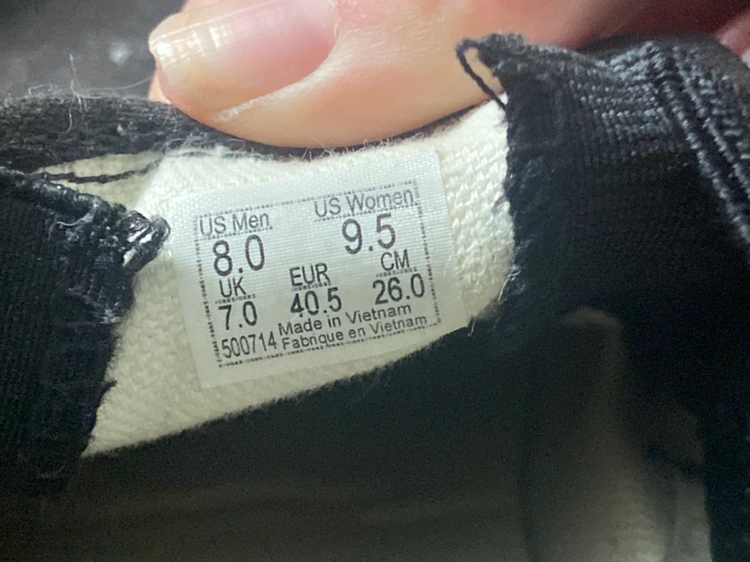 US Men US Women
8.0 9.5
UK EUR CM
7.0 40.5 26.0
Made in Vietnam
500714 Fabrique en Vietnam